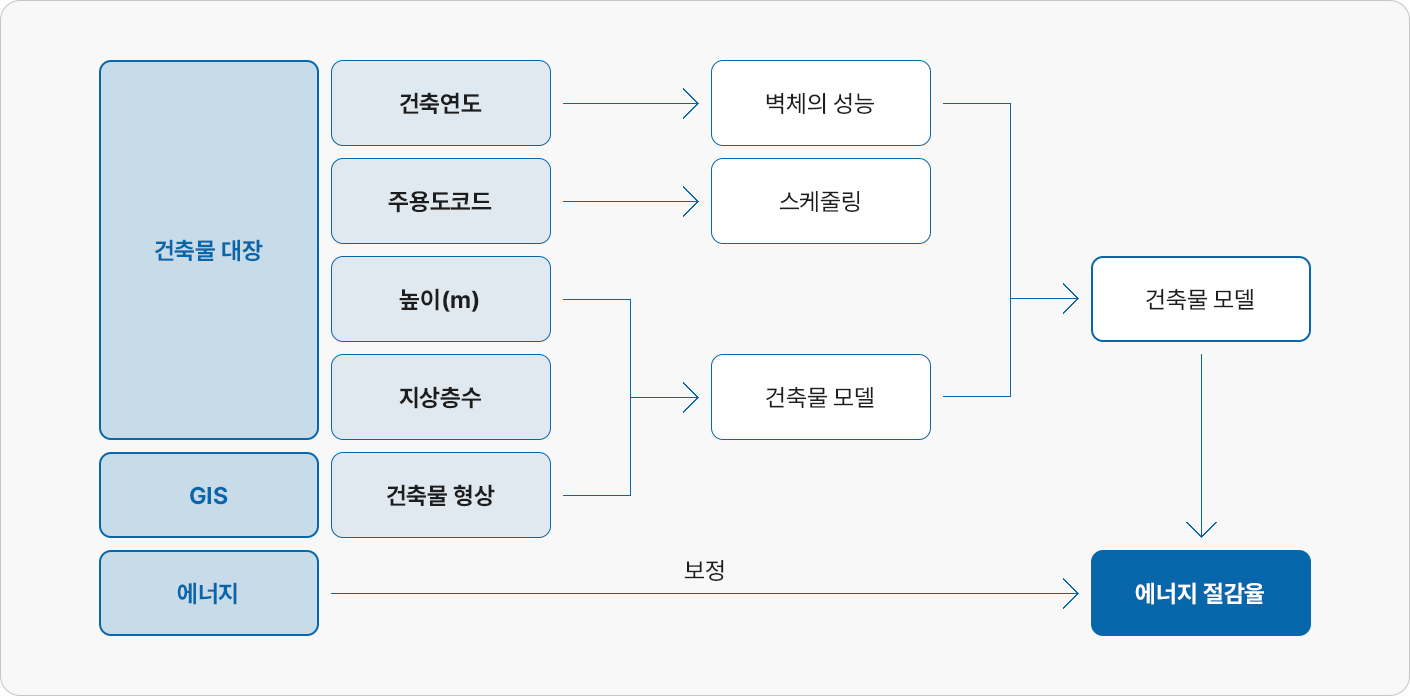 건축물 대장
건축연도
벽체의 성능
주용도코드
스케줄링
높이(m)
건축물 모델
지상층수
건축물 모델
GIS
건축물 형상
에너지
보정
에너지 절감율